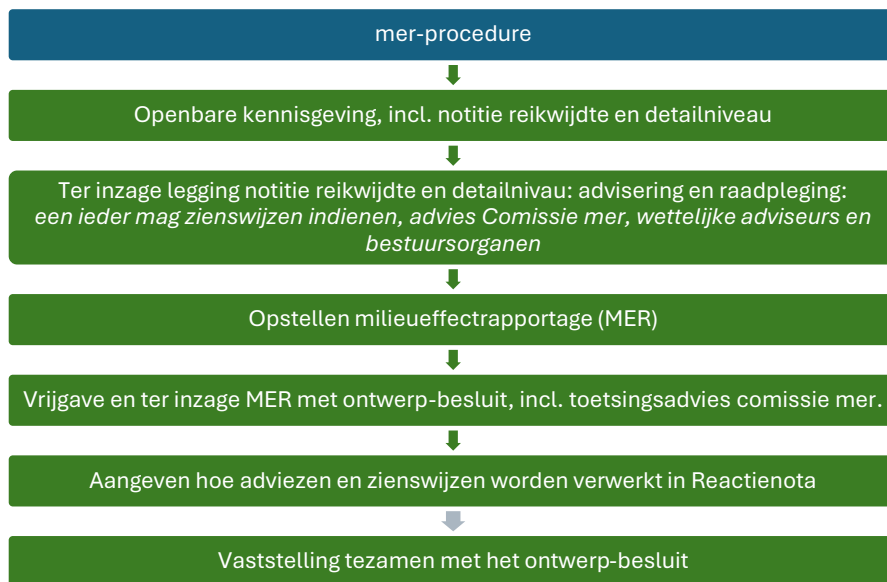 mer-procedure
Openbare kennisgeving, incl. notitie reikwijdte en detailniveau
Ter inzage legging notitie reikwijdte en detailnivau: advisering en raadpleging:
een ieder mag zienswijzen indienen, advies Comissie mer, wettelijke adviseurs en
bestuursorganen
Opstellen milieueffectrapportage (MER)
Vrijgave en ter inzage MER met ontwerp-besluit, incl. toetsingsadvies comissie mer.
Aangeven hoe adviezen en zienswijzen worden verwerkt in Reactienota
Vaststelling tezamen met het ontwerp-besluit